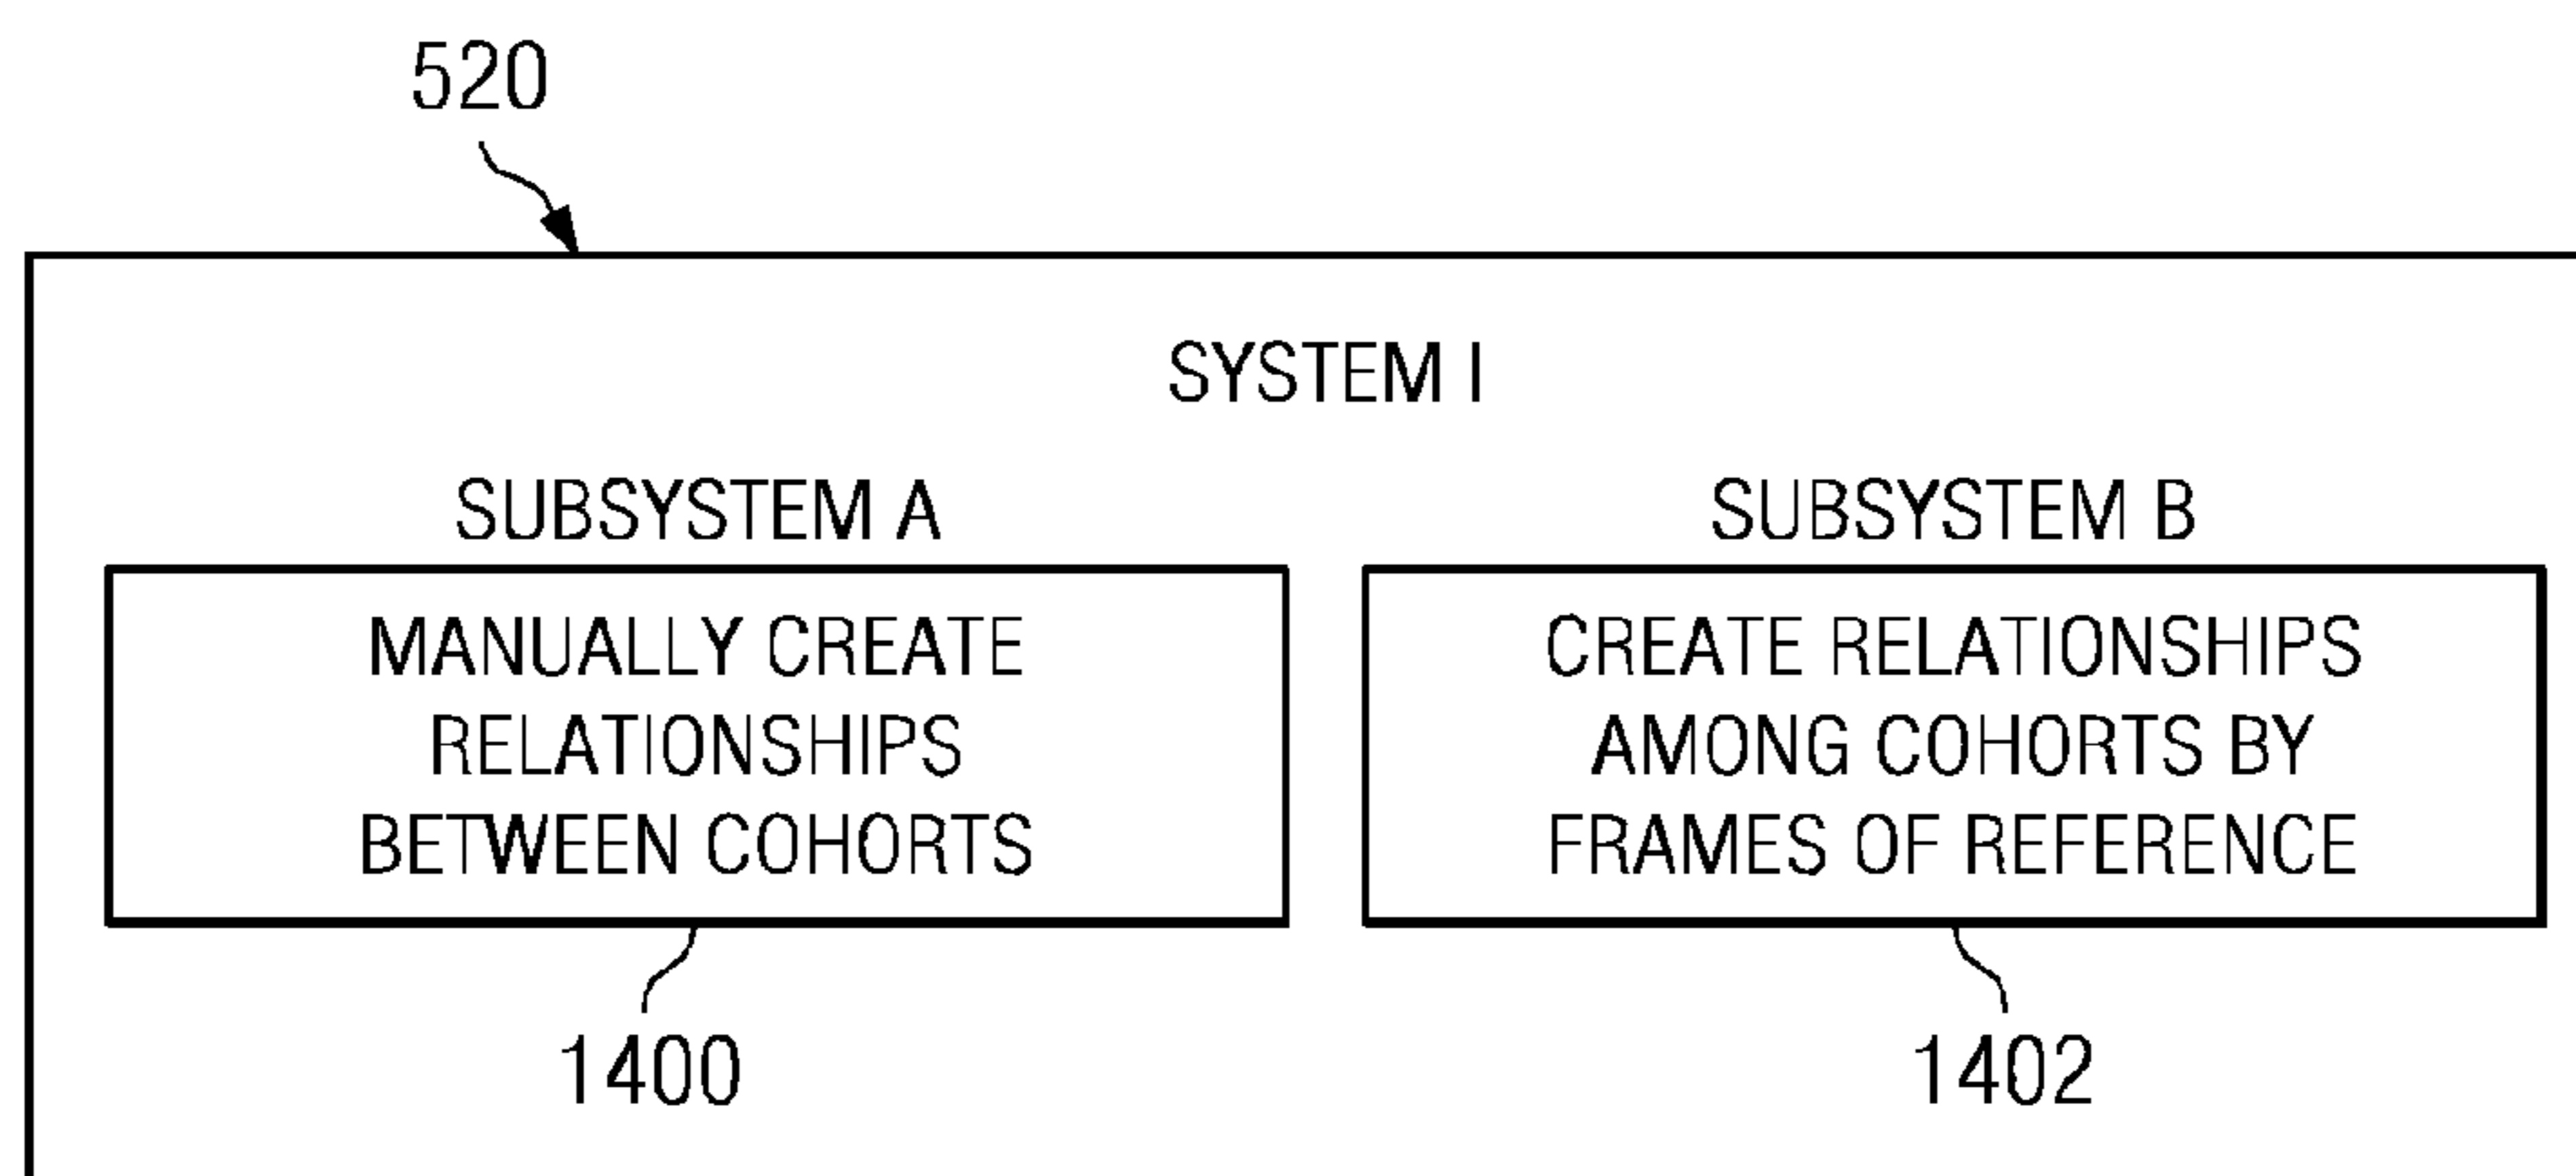 520
SYSTEM I
SUBSYSTEM A
MANUALLY CREATE
RELATIONSHIPS
BETWEEN COHORTS
1400
SUBSYSTEM B
CREATE RELATIONSHIPS
AMONG COHORTS BY
FRAMES OF REFERENCE
1402